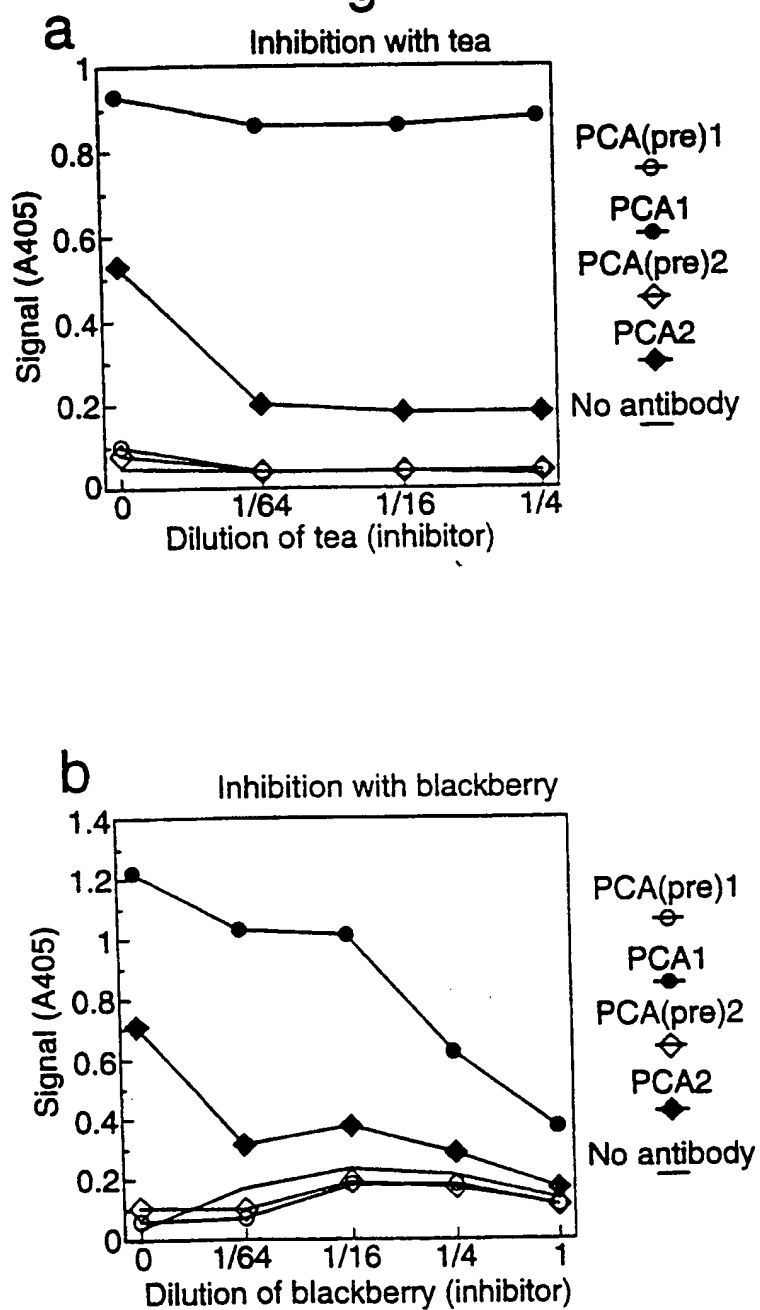 a
Inhibition with tea
1
0.8
0.6
0.4
0.2
0
Signal (A405)
0 1/64 1/16 1/4
Dilution of tea (inhibitor)
PCA(pre)1
PCA1
PCA(pre)2
PCA2
No antibody
b
Inhibition with blackberry
1.4
1.2
1
0.8
0.6
0.4
0.2
0
Signal (A405)
0 1/64 1/16 1/4 1
Dilution of blackberry (inhibitor)
PCA(pre)1
PCA1
PCA(pre)2
PCA2
No antibody